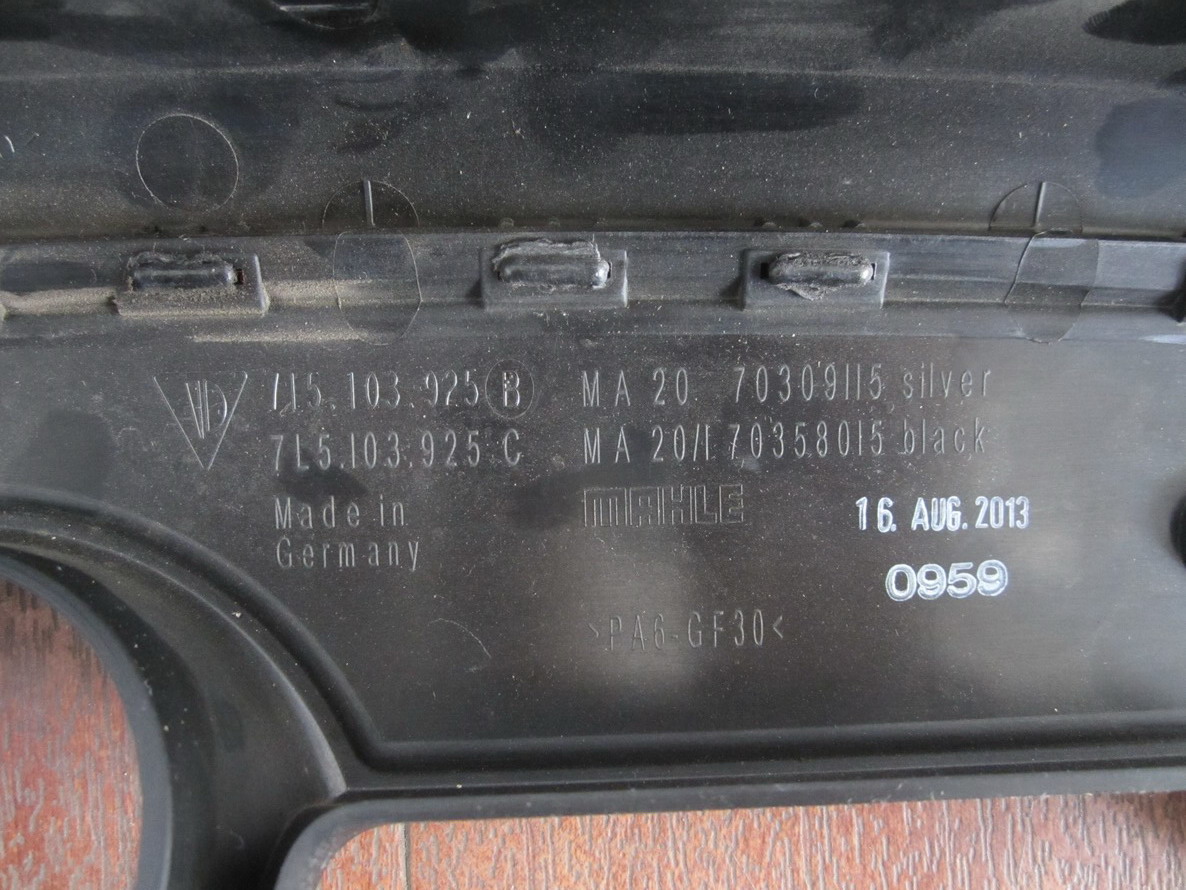 7L5.103.925 B MA 20 70309115 silver
7L5.103.925.C MA 20/1 70358015 black
Made in
Germany
MAHLE
16. AUG. 2013
0959
>PA6-GF30<